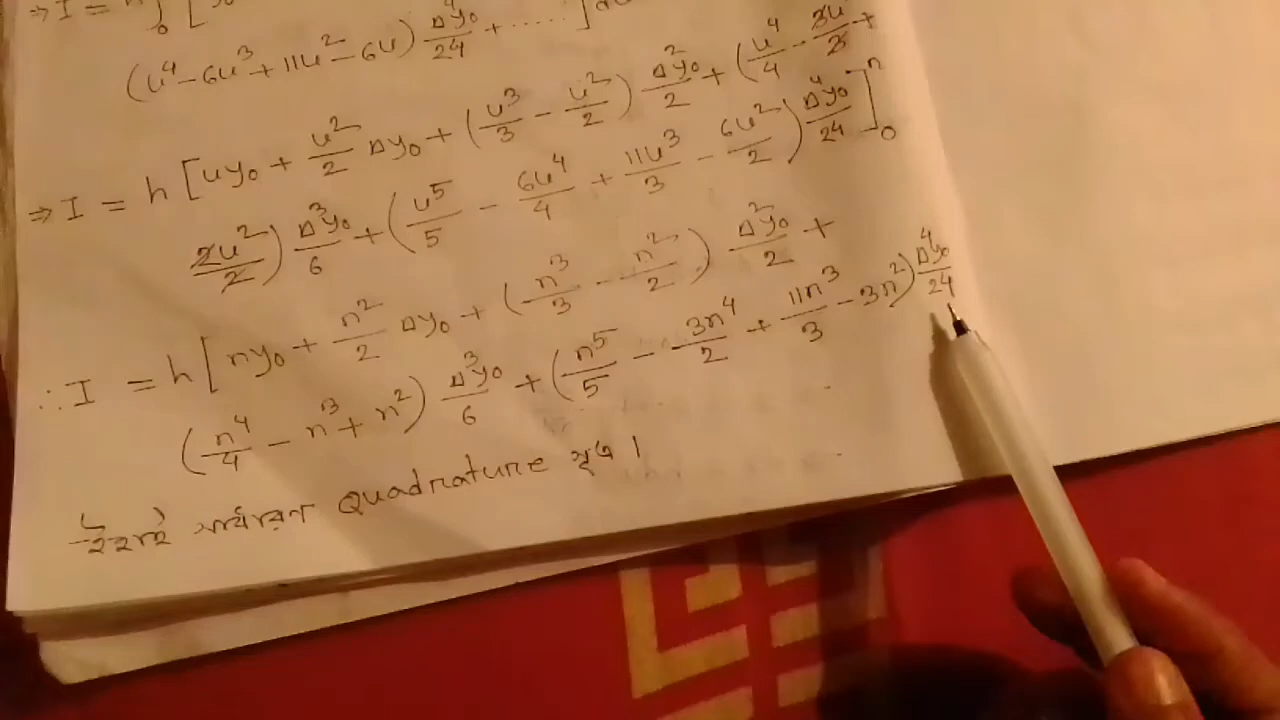 ⇒ I = h
(u⁴ - 6u³ + 11u² - 6u) Δ⁴y₀/24 + ......]
⇒ I = h [uy₀ + u²/2 Δy₀ + (u³/3 - u²/2) Δ²y₀/2 + (u⁴/4 - +
2u²/2) Δ³y₀/6 + (u⁵/5 - 6u⁴/4 + 11u³/3 - 6u²/2) Δ⁴y₀/24]₀ⁿ
∴ I = h [ny₀ + n²/2 Δy₀ + (n³/3 - n²/2) Δ²y₀/2 +
(n⁴/4 - n³ + n²) Δ³y₀/6 + (n⁵/5 - 3n⁴/2 + 11n³/3 - 3n²) Δ⁴y₀/24
ইহাই Quadrature সূত্র।